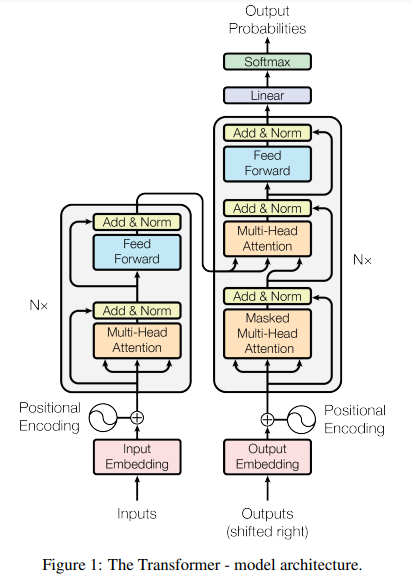 Output
Probabilities
Softmax
Linear
Add & Norm
Feed
Forward
Add & Norm
Multi-Head
Attention
Add & Norm
Masked
Multi-Head
Attention
N×
Add & Norm
Feed
Forward
Add & Norm
Multi-Head
Attention
N×
Positional
Encoding
Positional
Encoding
Input
Embedding
Output
Embedding
Inputs
Outputs
(shifted right)
Figure 1: The Transformer - model architecture.